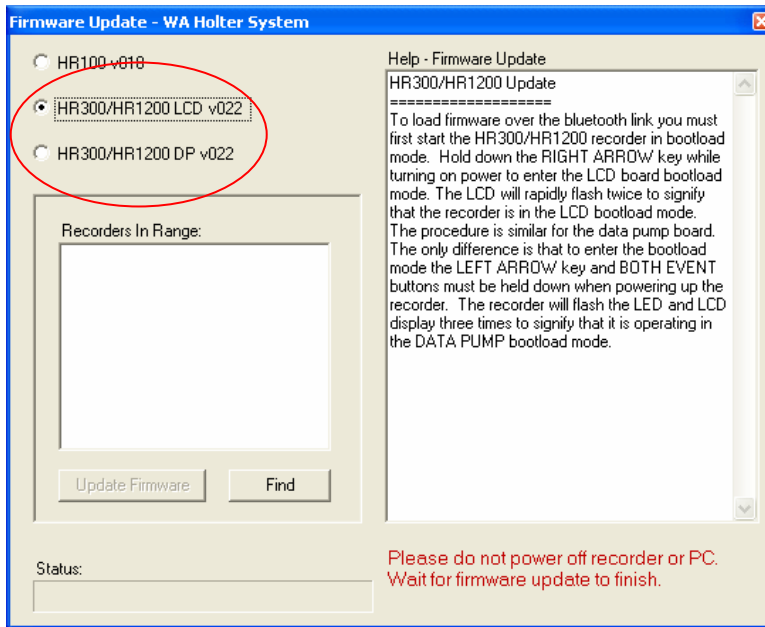 Firmware Update - WA Holter System
HR100 v018
HR300/HR1200 LCD v022
HR300/HR1200 DP v022
Recorders In Range:
Update Firmware
Find
Status:
Help - Firmware Update
HR300/HR1200 Update
===================
To load firmware over the bluetooth link you must
first start the HR300/HR1200 recorder in bootload
mode.  Hold down the RIGHT ARROW key while
turning on power to enter the LCD board bootload
mode. The LCD will rapidly flash twice to signify
that the recorder is in the LCD bootload mode.
The procedure is similar for the data pump board.
The only difference is that to enter the bootload
mode the LEFT ARROW key and BOTH EVENT
buttons must be held down when powering up the
recorder.  The recorder will flash the LED and LCD
display three times to signify that it is operating in
the DATA PUMP bootload mode.
Please do not power off recorder or PC.
Wait for firmware update to finish.